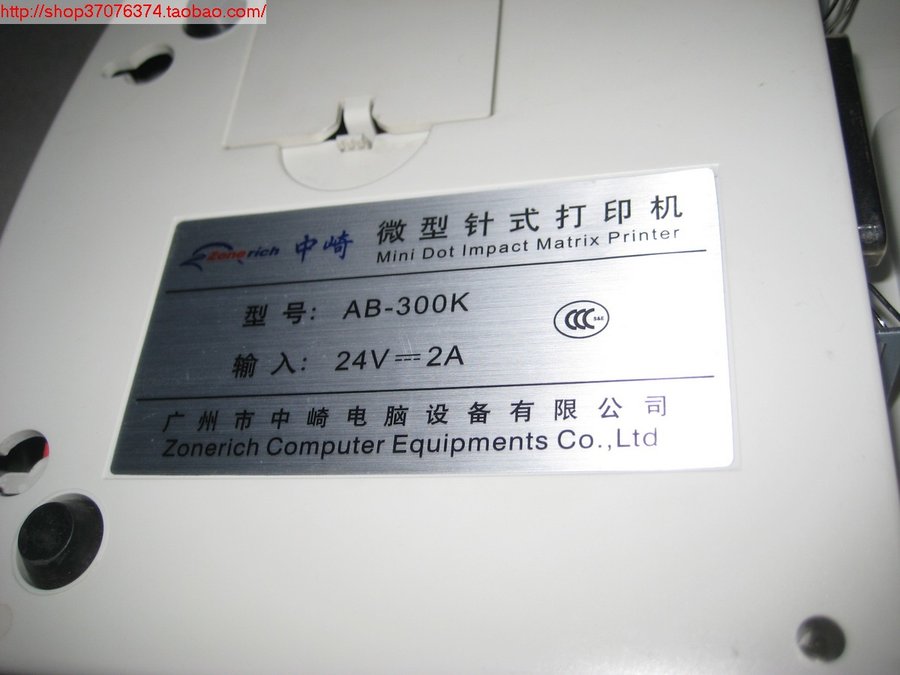 http://shop37076374.taobao.com/
Zonerich 中崎 微型针式打印机
Mini Dot Impact Matrix Printer
型号: AB-300K
CCC S&E
输入: 24V⎓2A
广州市中崎电脑设备有限公司
Zonerich Computer Equipments Co.,Ltd